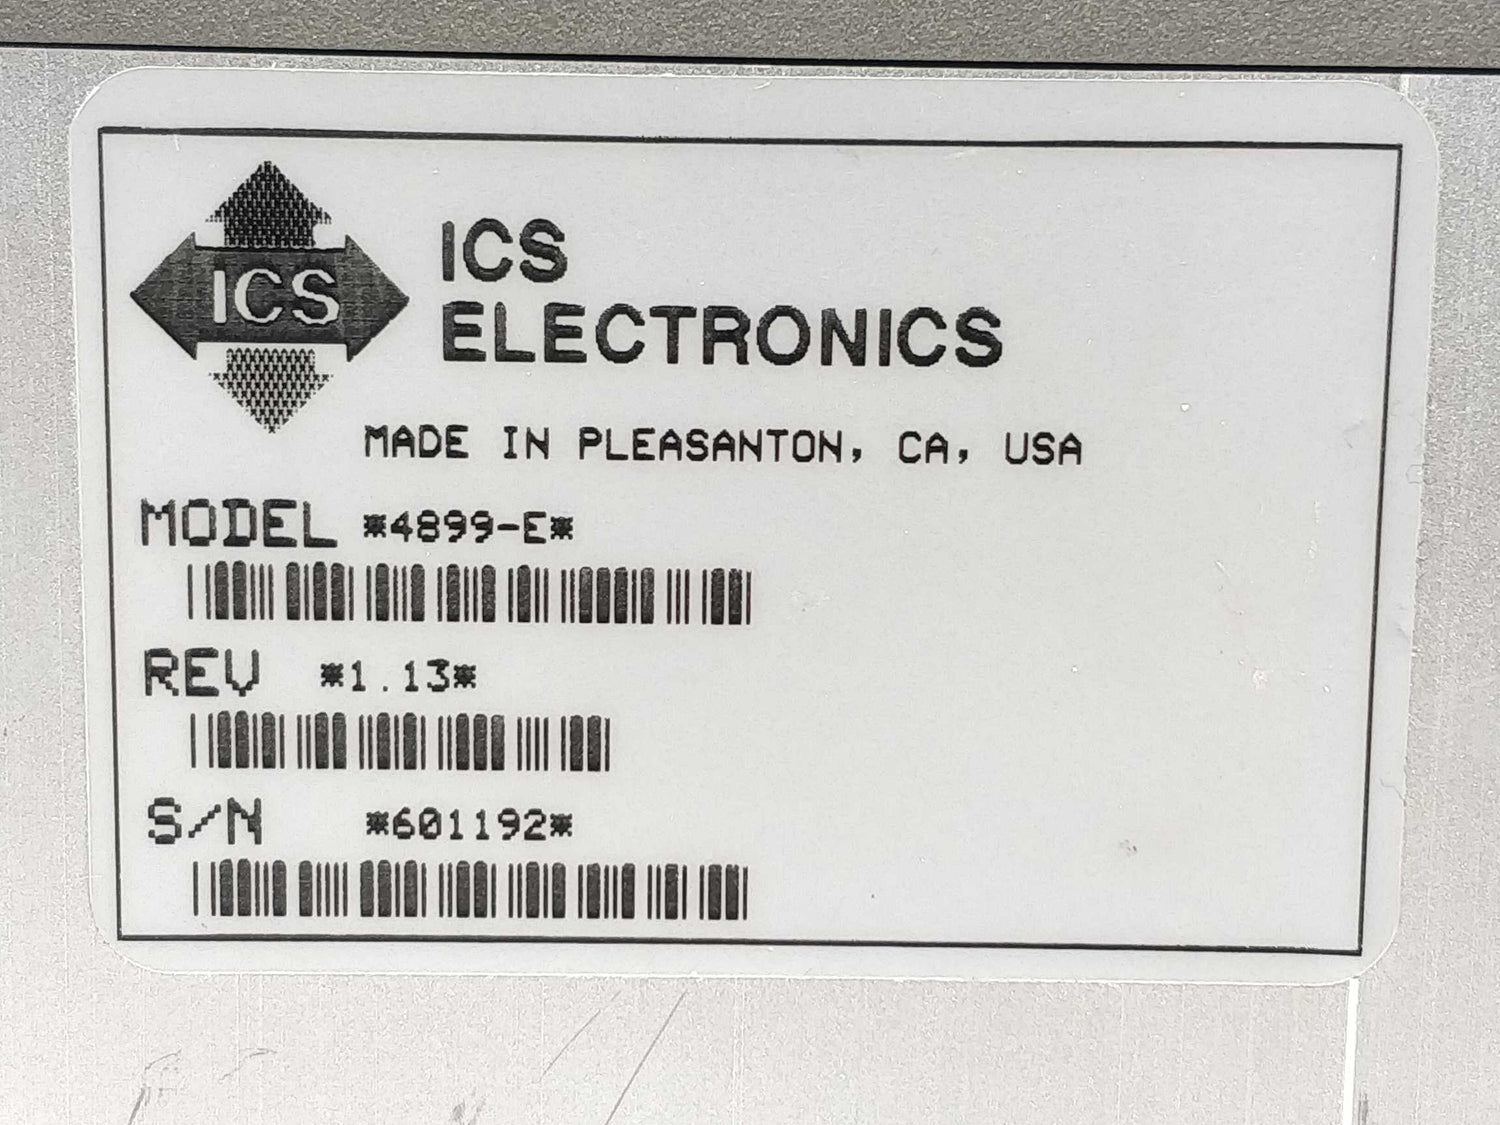 ICS
ICS
ELECTRONICS
MADE IN PLEASANTON, CA, USA
MODEL *4899-E*
REV *1.13*
S/N *601192*